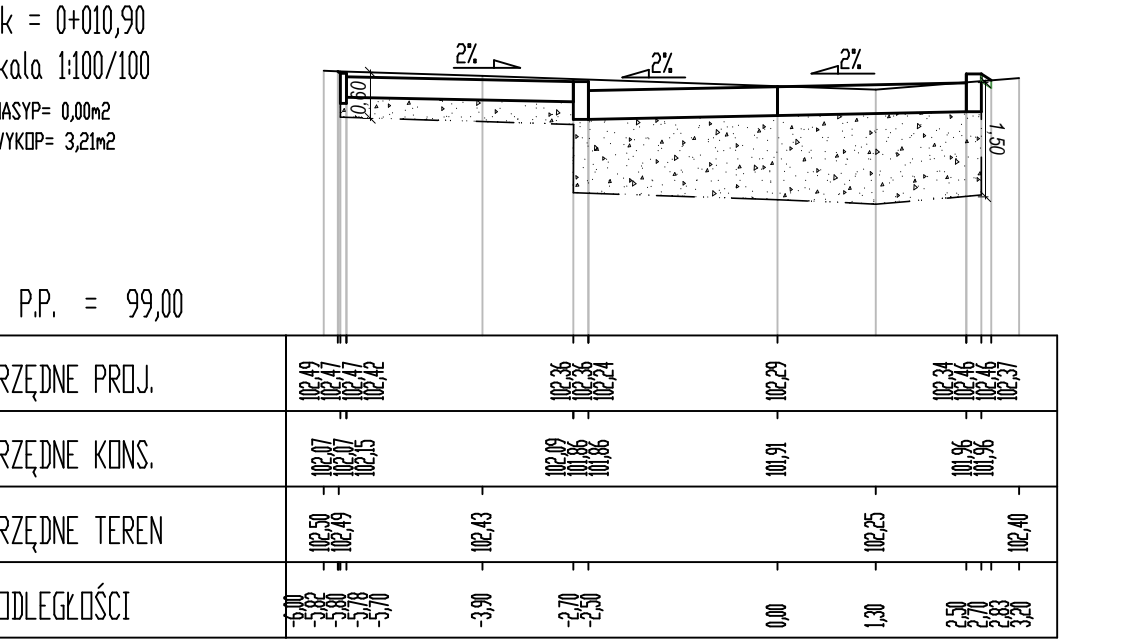 k = 0+010,90
kala 1:100/100
NASYP= 0,00m2
WYKOP= 3,21m2
2%
2%
2%
0,60
1,50
P.P. = 99,00
RZĘDNE PROJ.
102,49 102,47 102,47 102,42 102,36 102,36 102,24 102,29 102,34 102,46 102,46 102,37
RZĘDNE KONS.
102,07 102,07 102,15 102,09 101,86 101,86 101,91 101,96 101,96
RZĘDNE TEREN
102,50 102,49 102,43 102,25 102,40
ODLEGŁOŚCI
-6,00 -5,82 -5,80 -5,78 -5,70 -3,90 -2,70 -2,50 0,00 1,30 2,50 2,70 2,83 3,20